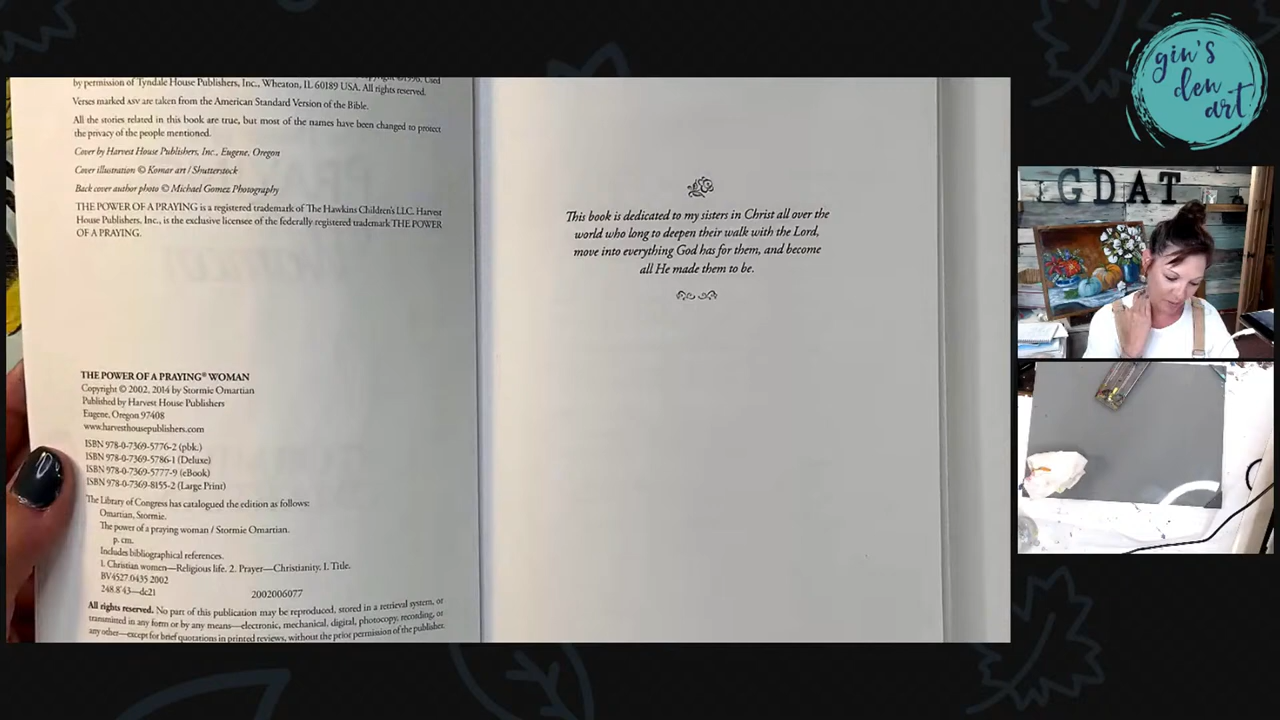 by permission of Tyndale House Publishers, Inc., Wheaton, IL 60189 USA. All rights reserved.
Verses marked ASV are taken from the American Standard Version of the Bible.
All the stories related in this book are true, but most of the names have been changed to protect
the privacy of the people mentioned.
Cover by Harvest House Publishers, Inc., Eugene, Oregon
Cover illustration © Komar art / Shutterstock
Back cover author photo © Michael Gomez Photography
THE POWER OF A PRAYING is a registered trademark of The Hawkins Children's LLC. Harvest
House Publishers, Inc., is the exclusive licensee of the federally registered trademark THE POWER
OF A PRAYING.
THE POWER OF A PRAYING® WOMAN
Copyright © 2002, 2014 by Stormie Omartian
Published by Harvest House Publishers
Eugene, Oregon 97408
www.harvesthousepublishers.com
ISBN 978-0-7369-5776-2 (pbk.)
ISBN 978-0-7369-5786-1 (Deluxe)
ISBN 978-0-7369-5777-9 (eBook)
ISBN 978-0-7369-8155-2 (Large Print)
The Library of Congress has catalogued the edition as follows:
Omartian, Stormie.
The power of a praying woman / Stormie Omartian.
p. cm.
Includes bibliographical references.
1. Christian women—Religious life. 2. Prayer—Christianity. I. Title.
BV4527.O435 2002
248.8'43—dc21 2002006077
All rights reserved. No part of this publication may be reproduced, stored in a retrieval system, or
transmitted in any form or by any means—electronic, mechanical, digital, photocopy, recording, or
any other—except for brief quotations in printed reviews, without the prior permission of the publisher.
This book is dedicated to my sisters in Christ all over the
world who long to deepen their walk with the Lord,
move into everything God has for them, and become
all He made them to be.
gin's
den
art
GDAT